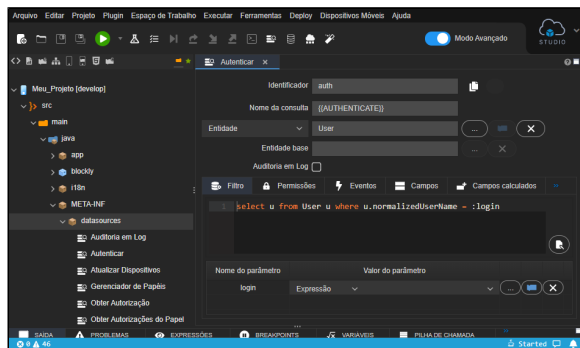 Arquivo Editar Projeto Plugin Espaço de Trabalho Executar Ferramentas Deploy Dispositivos Móveis Ajuda
Modo Avançado
STUDIO
Autenticar
Identificador auth
Meu_Projeto [develop]
src
Nome da consulta {{AUTHENTICATE}}
main
Entidade User
java
Entidade base
app
Auditoria em Log
blockly
Filtro Permissões Eventos Campos Campos calculados
i18n
META-INF
1 select u from User u where u.normalizedUserName = :login
datasources
Auditoria em Log
Autenticar
Atualizar Dispositivos
Nome do parâmetro Valor do parâmetro
Gerenciador de Papéis
login Expressão
Obter Autorização
Obter Autorizações do Papel
SAÍDA PROBLEMAS EXPRESSÕES BREAKPOINTS VARIÁVEIS PILHA DE CHAMADA
0 46 Started